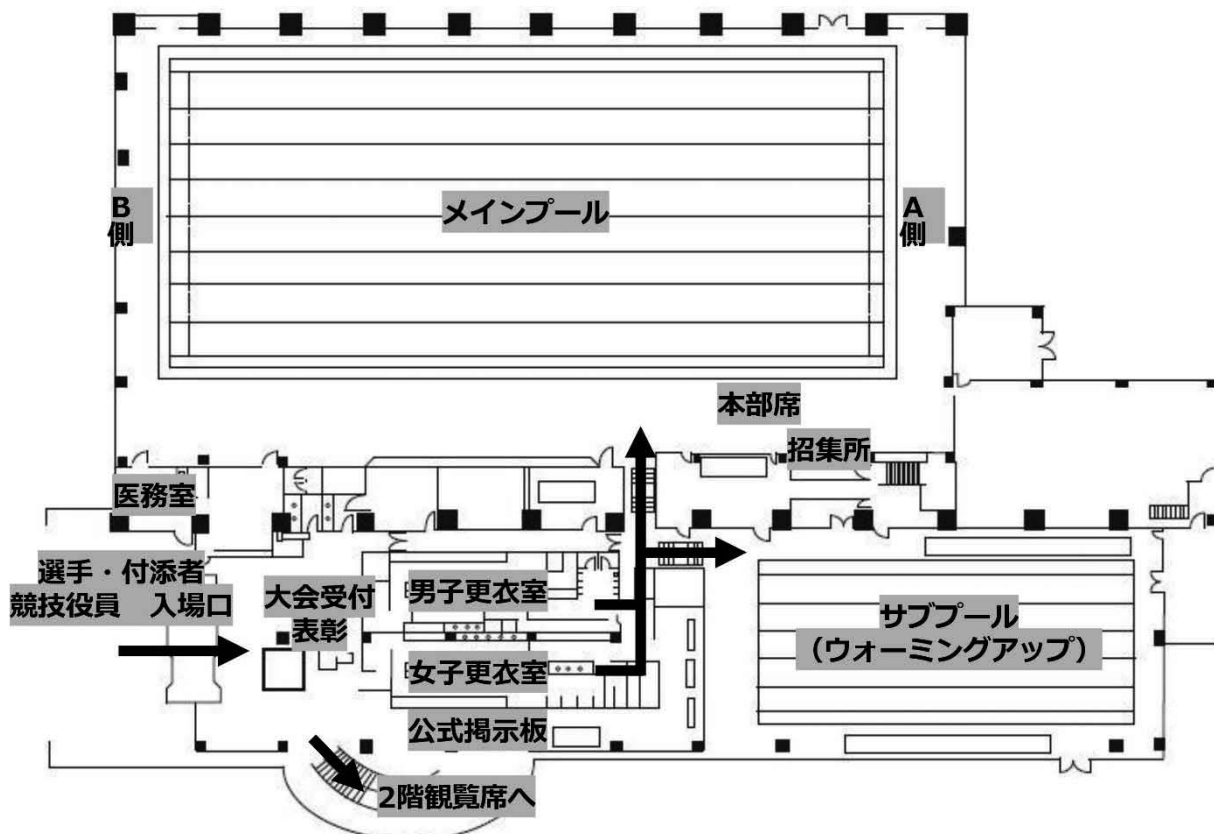 メインプール
B
側
A
側
本部席
招集所
医務室
選手・付添者
競技役員　入場口
大会受付
表彰
男子更衣室
女子更衣室
公式掲示板
サブプール
（ウォーミングアップ）
2階観覧席へ